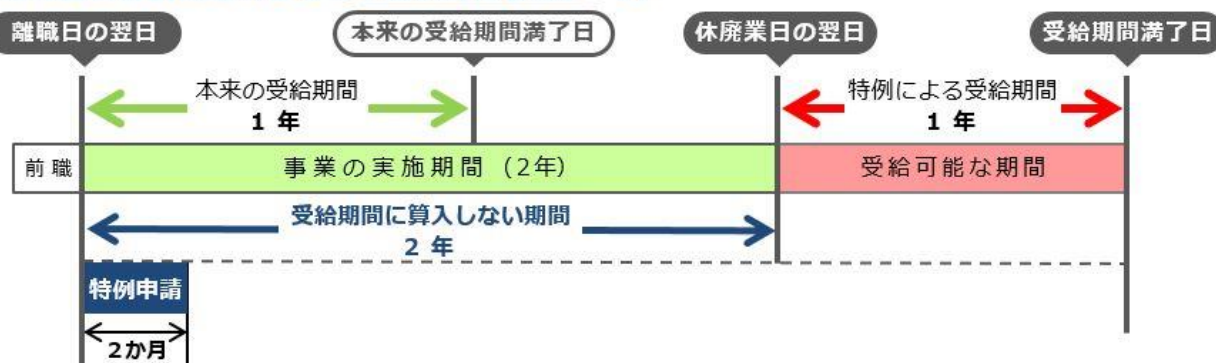 離職日の翌日
本来の受給期間満了日
休廃業日の翌日
受給期間満了日
本来の受給期間
1 年
特例による受給期間
1 年
前職
事業の実施期間 (2年)
受給可能な期間
受給期間に算入しない期間
2 年
特例申請
2か月